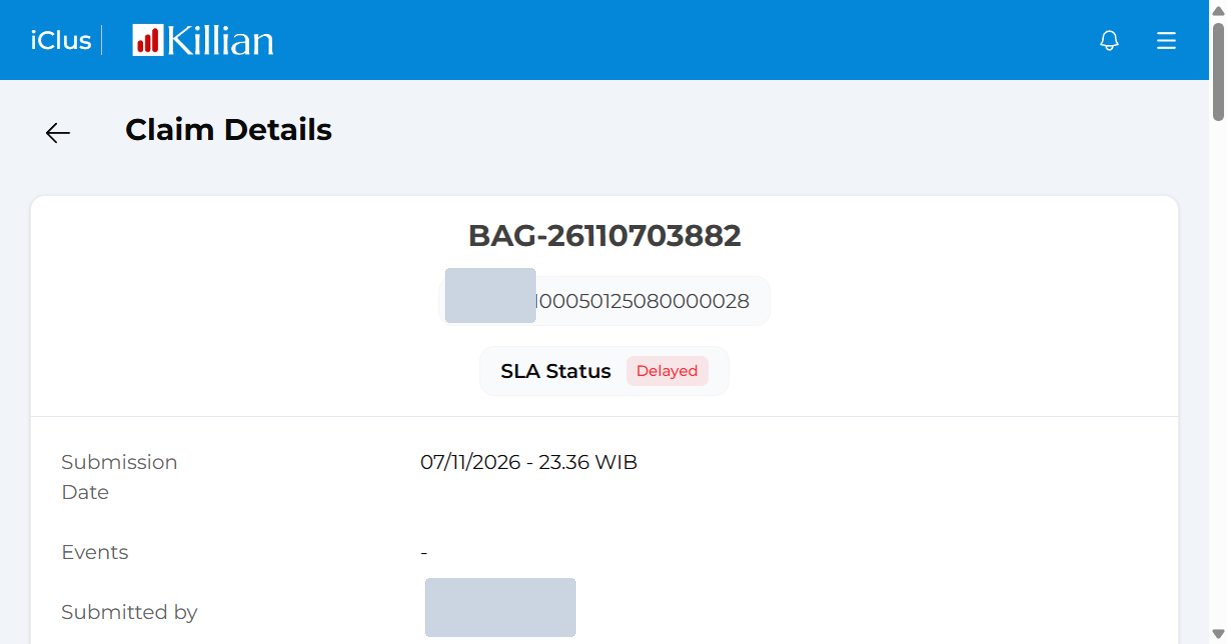 iClus
Killian
Claim Details
BAG-26110703882
00050125080000028
SLA Status Delayed
Submission Date
07/11/2026 - 23.36 WIB
Events
-
Submitted by